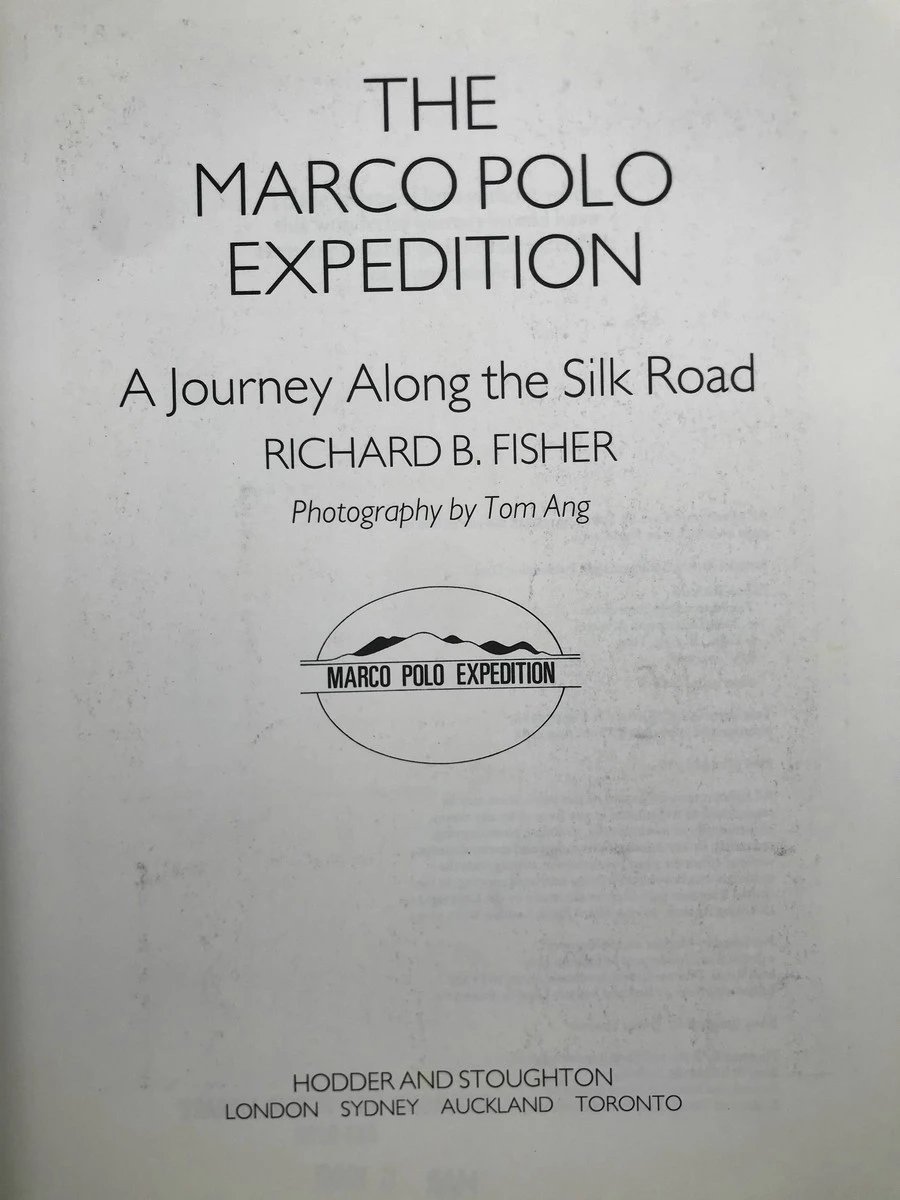 THE
MARCO POLO
EXPEDITION
A Journey Along the Silk Road
RICHARD B. FISHER
Photography by Tom Ang
MARCO POLO EXPEDITION
HODDER AND STOUGHTON
LONDON SYDNEY AUCKLAND TORONTO